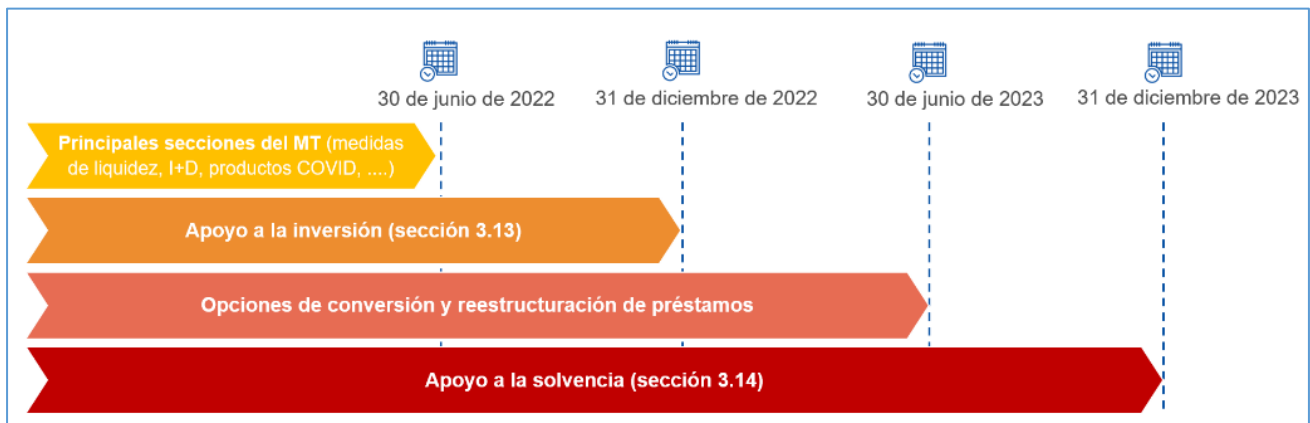 30 de junio de 2022
31 de diciembre de 2022
30 de junio de 2023
31 de diciembre de 2023
Principales secciones del MT (medidas
de liquidez, I+D, productos COVID, ....)
Apoyo a la inversión (sección 3.13)
Opciones de conversión y reestructuración de préstamos
Apoyo a la solvencia (sección 3.14)